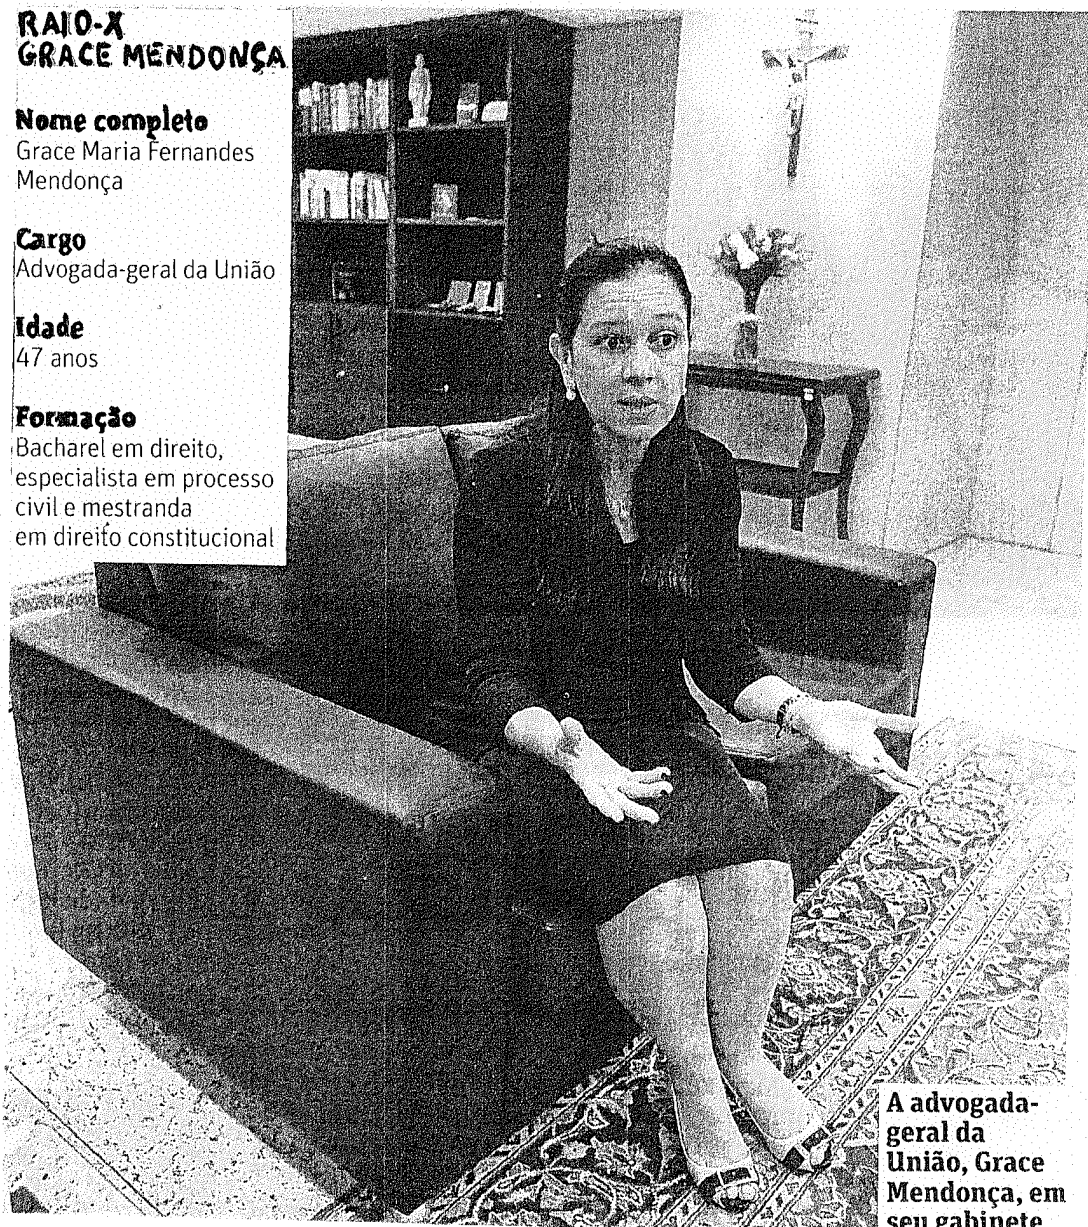 RAIO-X
GRACE MENDONÇA
Nome completo
Grace Maria Fernandes
Mendonça
Cargo
Advogada-geral da União
Idade
47 anos
Formação
Bacharel em direito,
especialista em processo
civil e mestranda
em direito constitucional
A advogada-
geral da
União, Grace
Mendonça, em
seu gabinete